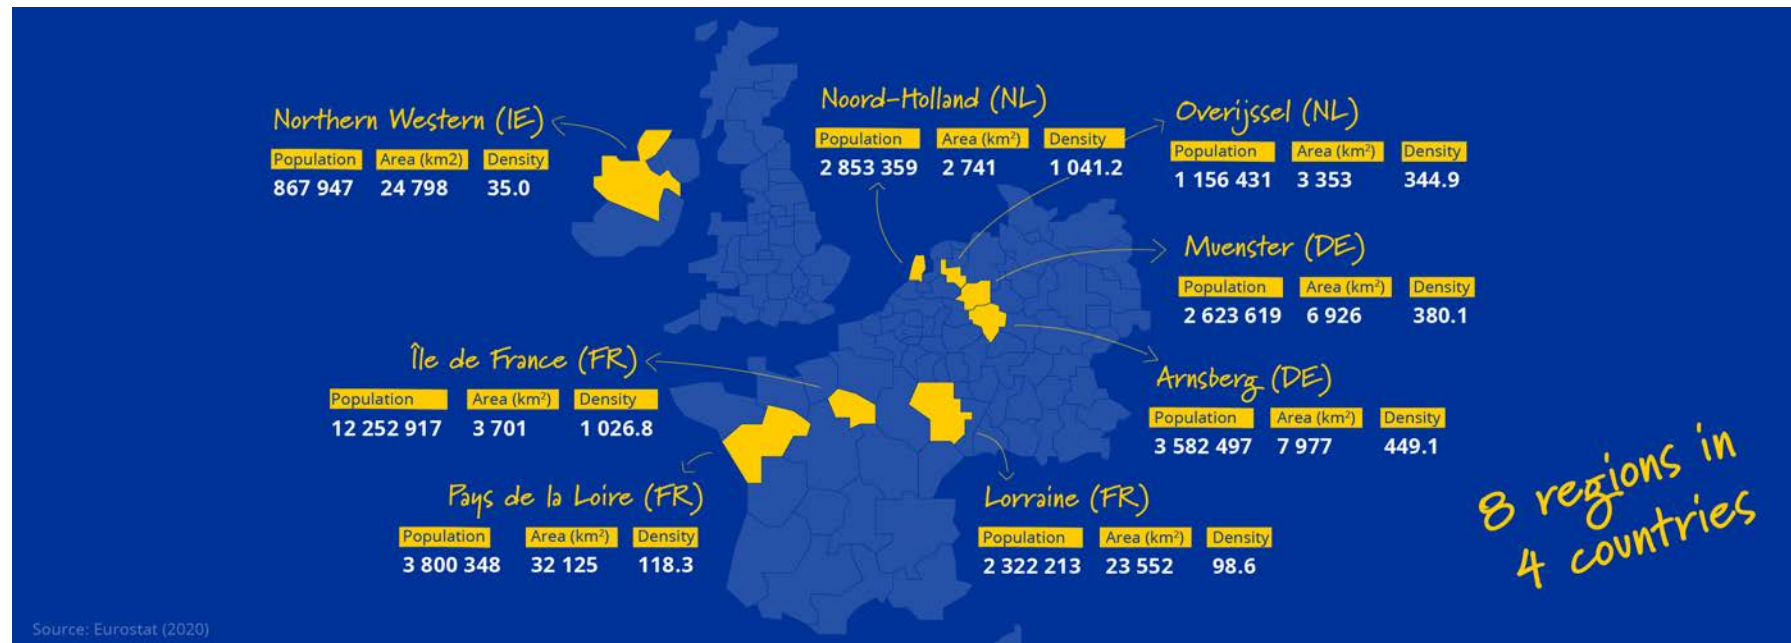 Northern Western (IE)
Population Area (km2) Density
867 947 24 798 35.0
Noord-Holland (NL)
Population Area (km²) Density
2 853 359 2 741 1 041.2
Overijssel (NL)
Population Area (km²) Density
1 156 431 3 353 344.9
Muenster (DE)
Population Area (km²) Density
2 623 619 6 926 380.1
Île de France (FR)
Population Area (km²) Density
12 252 917 3 701 1 026.8
Arnsberg (DE)
Population Area (km²) Density
3 582 497 7 977 449.1
Pays de la Loire (FR)
Population Area (km²) Density
3 800 348 32 125 118.3
Lorraine (FR)
Population Area (km²) Density
2 322 213 23 552 98.6
8 regions in
4 countries
Source: Eurostat (2020)